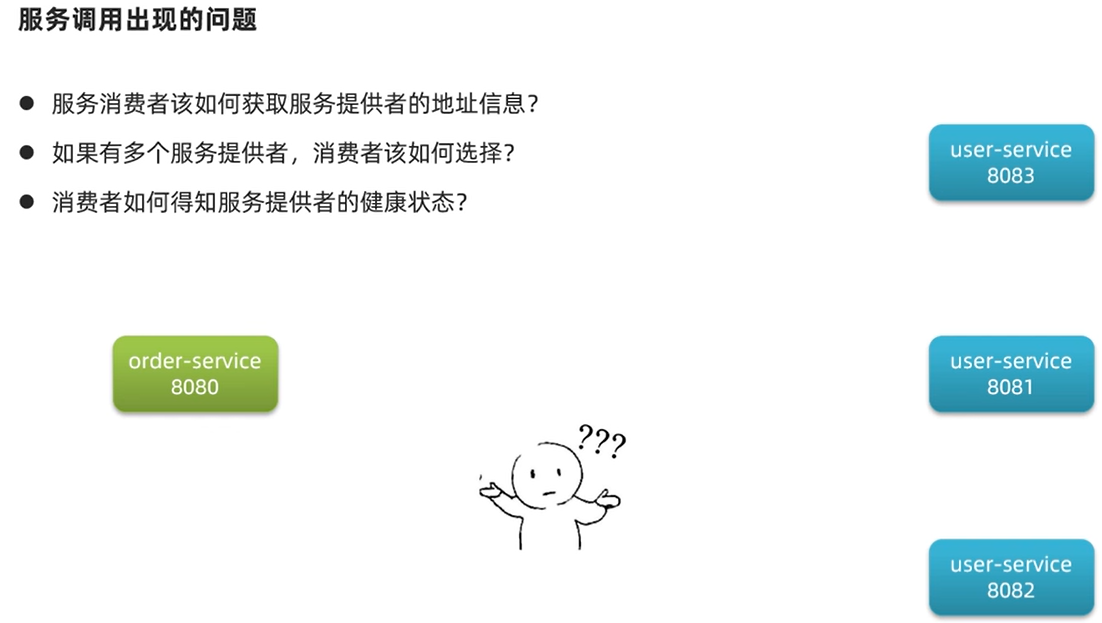 服务调用出现的问题
服务消费者该如何获取服务提供者的地址信息？
如果有多个服务提供者，消费者该如何选择？
消费者如何得知服务提供者的健康状态？
user-service
8083
order-service
8080
user-service
8081
???
user-service
8082